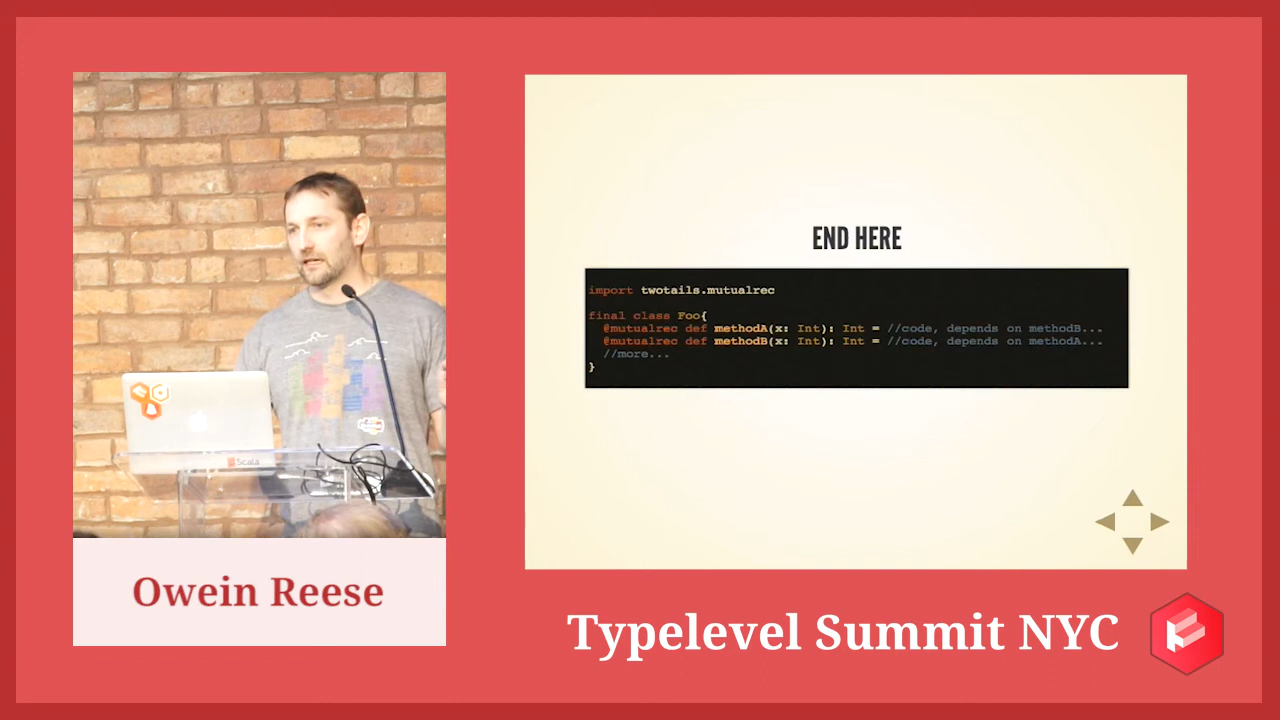 END HERE
import twotails.mutualrec
final class Foo{
@mutualrec def methodA(x: Int): Int = //code, depends on methodB...
@mutualrec def methodB(x: Int): Int = //code, depends on methodA...
//more...
}
Scala
Owein Reese
Typelevel Summit NYC